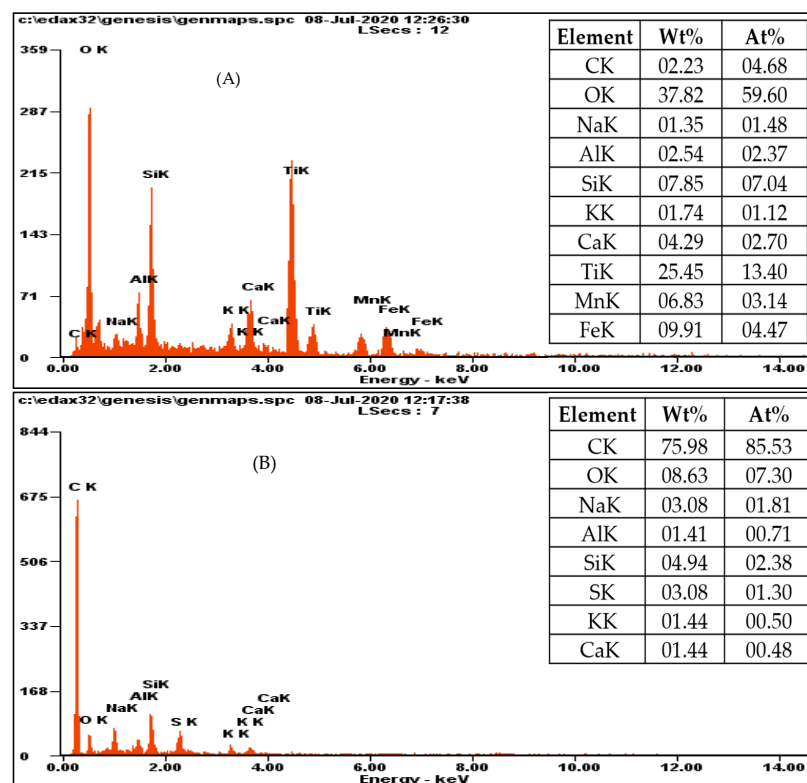 c:\edax32\genesis\genmaps.spc 08-Jul-2020 12:26:30
LSecs : 12
359
287
215
143
71
0
O K
(A)
SiK
TiK
CaK
AlK
MnK
FeK
K K
TiK
FeK
NaK
CaK
C K
K K
MnK
0.00 2.00 4.00 6.00 8.00 10.00 12.00 14.00
Energy - keV
Element Wt% At%
CK 02.23 04.68
OK 37.82 59.60
NaK 01.35 01.48
AlK 02.54 02.37
SiK 07.85 07.04
KK 01.74 01.12
CaK 04.29 02.70
TiK 25.45 13.40
MnK 06.83 03.14
FeK 09.91 04.47
c:\edax32\genesis\genmaps.spc 08-Jul-2020 12:17:38
LSecs : 7
844
675
506
337
168
0
(B)
C K
SiK
CaK
AlK
NaK
CaK
O K
S K
K K
K K
0.00 2.00 4.00 6.00 8.00 10.00 12.00 14.00
Energy - keV
Element Wt% At%
CK 75.98 85.53
OK 08.63 07.30
NaK 03.08 01.81
AlK 01.41 00.71
SiK 04.94 02.38
SK 03.08 01.30
KK 01.44 00.50
CaK 01.44 00.48